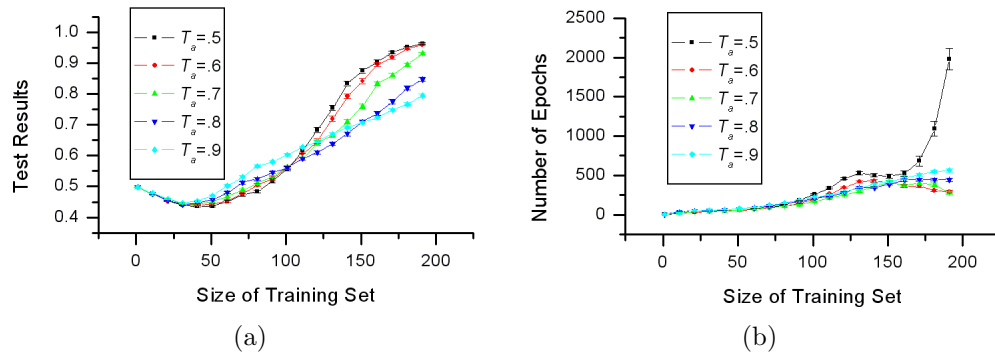 Test Results
1.0
0.9
0.8
0.7
0.6
0.5
0.4
T_a=.5
T_a=.6
T_a=.7
T_a=.8
T_a=.9
0
50
100
150
200
Size of Training Set
(a)
Number of Epochs
2500
2000
1500
1000
500
0
T_a=.5
T_a=.6
T_a=.7
T_a=.8
T_a=.9
0
50
100
150
200
Size of Training Set
(b)